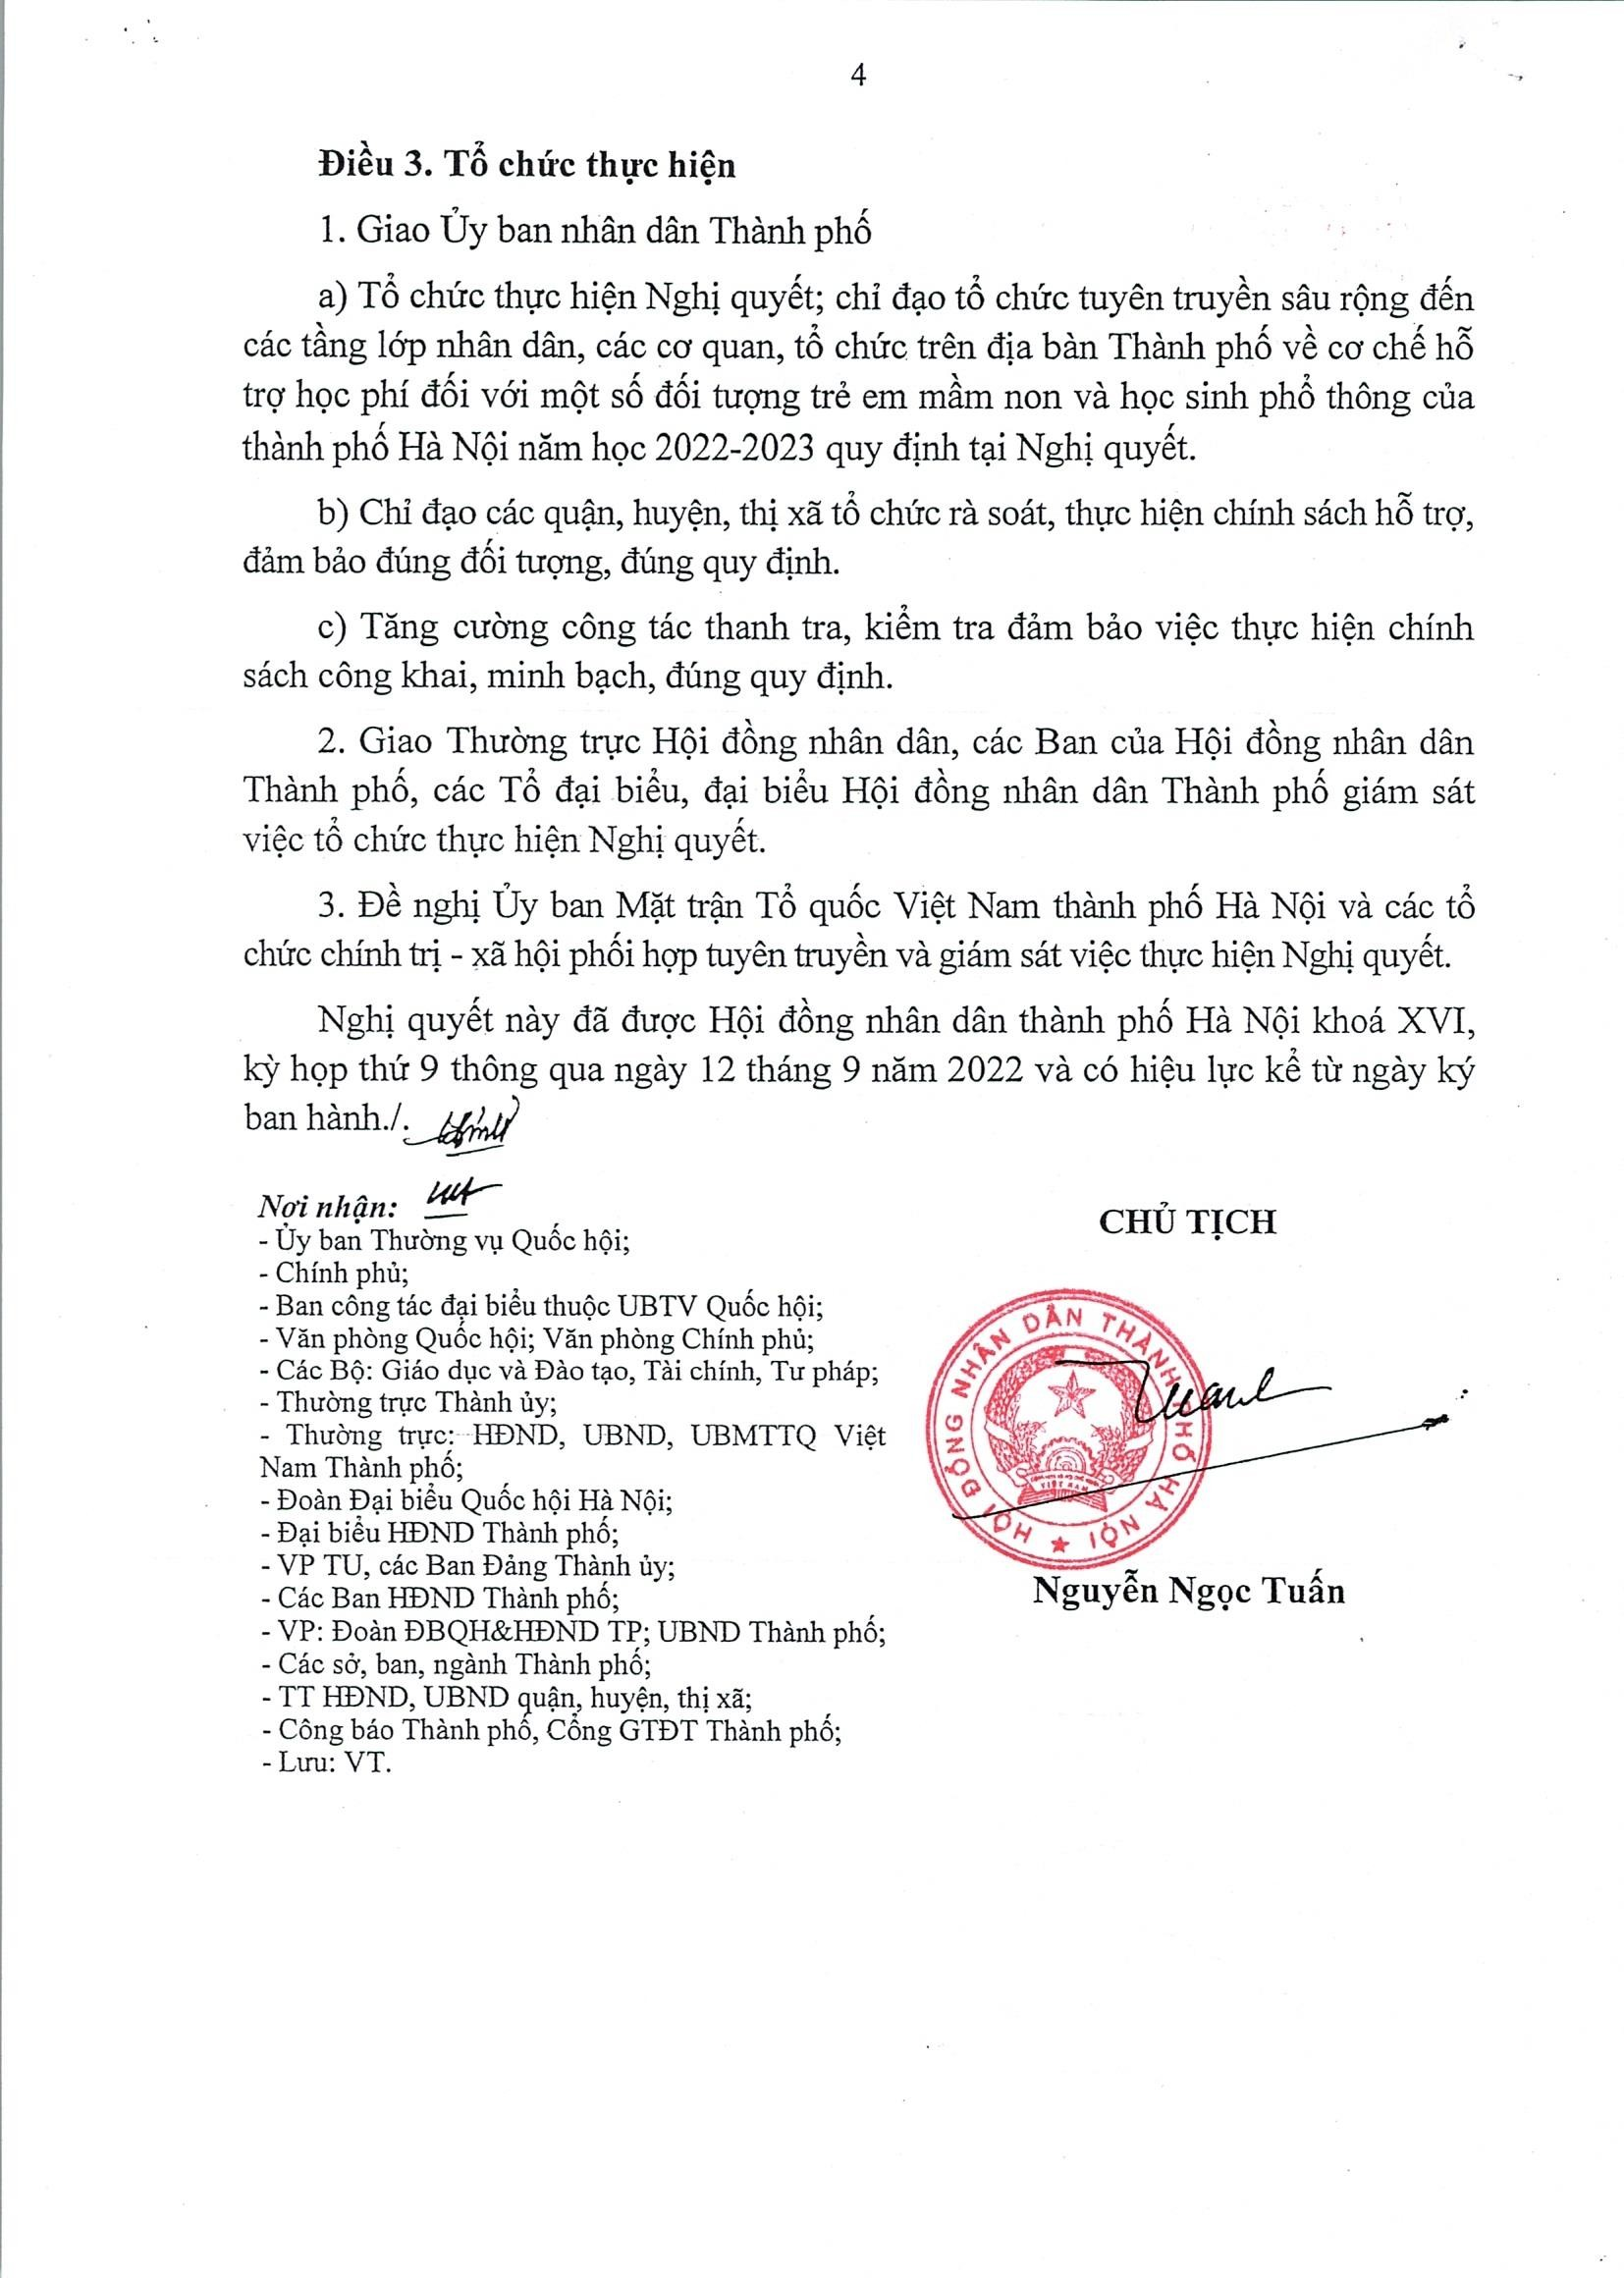 4
Điều 3. Tổ chức thực hiện
1. Giao Ủy ban nhân dân Thành phố
a) Tổ chức thực hiện Nghị quyết; chỉ đạo tổ chức tuyên truyền sâu rộng đến
các tầng lớp nhân dân, các cơ quan, tổ chức trên địa bàn Thành phố về cơ chế hỗ
trợ học phí đối với một số đối tượng trẻ em mầm non và học sinh phổ thông của
thành phố Hà Nội năm học 2022-2023 quy định tại Nghị quyết.
b) Chỉ đạo các quận, huyện, thị xã tổ chức rà soát, thực hiện chính sách hỗ trợ,
đảm bảo đúng đối tượng, đúng quy định.
c) Tăng cường công tác thanh tra, kiểm tra đảm bảo việc thực hiện chính
sách công khai, minh bạch, đúng quy định.
2. Giao Thường trực Hội đồng nhân dân, các Ban của Hội đồng nhân dân
Thành phố, các Tổ đại biểu, đại biểu Hội đồng nhân dân Thành phố giám sát
việc tổ chức thực hiện Nghị quyết.
3. Đề nghị Ủy ban Mặt trận Tổ quốc Việt Nam thành phố Hà Nội và các tổ
chức chính trị - xã hội phối hợp tuyên truyền và giám sát việc thực hiện Nghị quyết.
Nghị quyết này đã được Hội đồng nhân dân thành phố Hà Nội khoá XVI,
kỳ họp thứ 9 thông qua ngày 12 tháng 9 năm 2022 và có hiệu lực kể từ ngày ký
ban hành./.
Nơi nhận:
- Ủy ban Thường vụ Quốc hội;
- Chính phủ;
- Ban công tác đại biểu thuộc UBTV Quốc hội;
- Văn phòng Quốc hội; Văn phòng Chính phủ;
- Các Bộ: Giáo dục và Đào tạo, Tài chính, Tư pháp;
- Thường trực Thành ủy;
- Thường trực: HĐND, UBND, UBMTTQ Việt
Nam Thành phố;
- Đoàn Đại biểu Quốc hội Hà Nội;
- Đại biểu HĐND Thành phố;
- VP TU, các Ban Đảng Thành ủy;
- Các Ban HĐND Thành phố;
- VP: Đoàn ĐBQH&HĐND TP; UBND Thành phố;
- Các sở, ban, ngành Thành phố;
- TT HĐND, UBND quận, huyện, thị xã;
- Công báo Thành phố, Cổng GTĐT Thành phố;
- Lưu: VT.
CHỦ TỊCH
HỘI ĐỒNG NHÂN DÂN THÀNH PHỐ HÀ NỘI
VIỆT NAM
Nguyễn Ngọc Tuấn